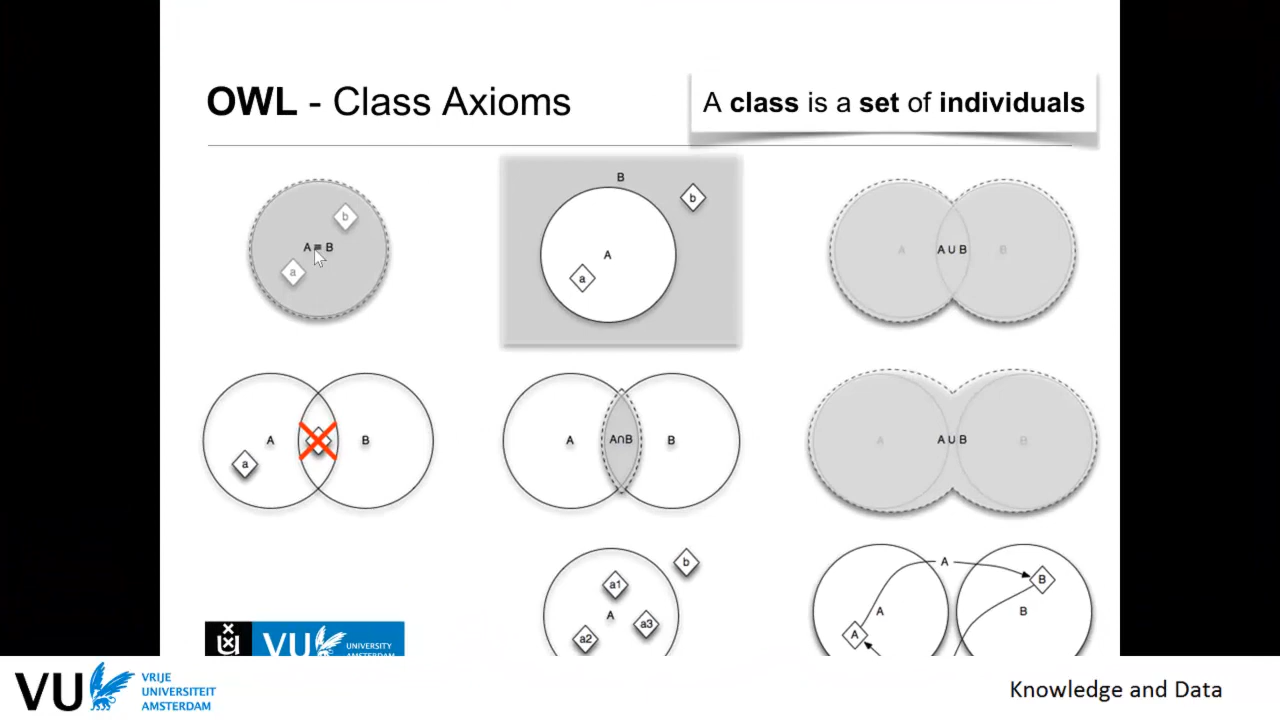 OWL - Class Axioms
A class is a set of individuals
b
A ≡ B
a
B
b
A
a
A
A ∪ B
B
A
B
a
A
A∩B
B
A
A ∪ B
B
a1
b
A
a3
a2
A
B
A
B
A
VU
UNIVERSITY
AMSTERDAM
VU
VRIJE
UNIVERSITEIT
AMSTERDAM
Knowledge and Data